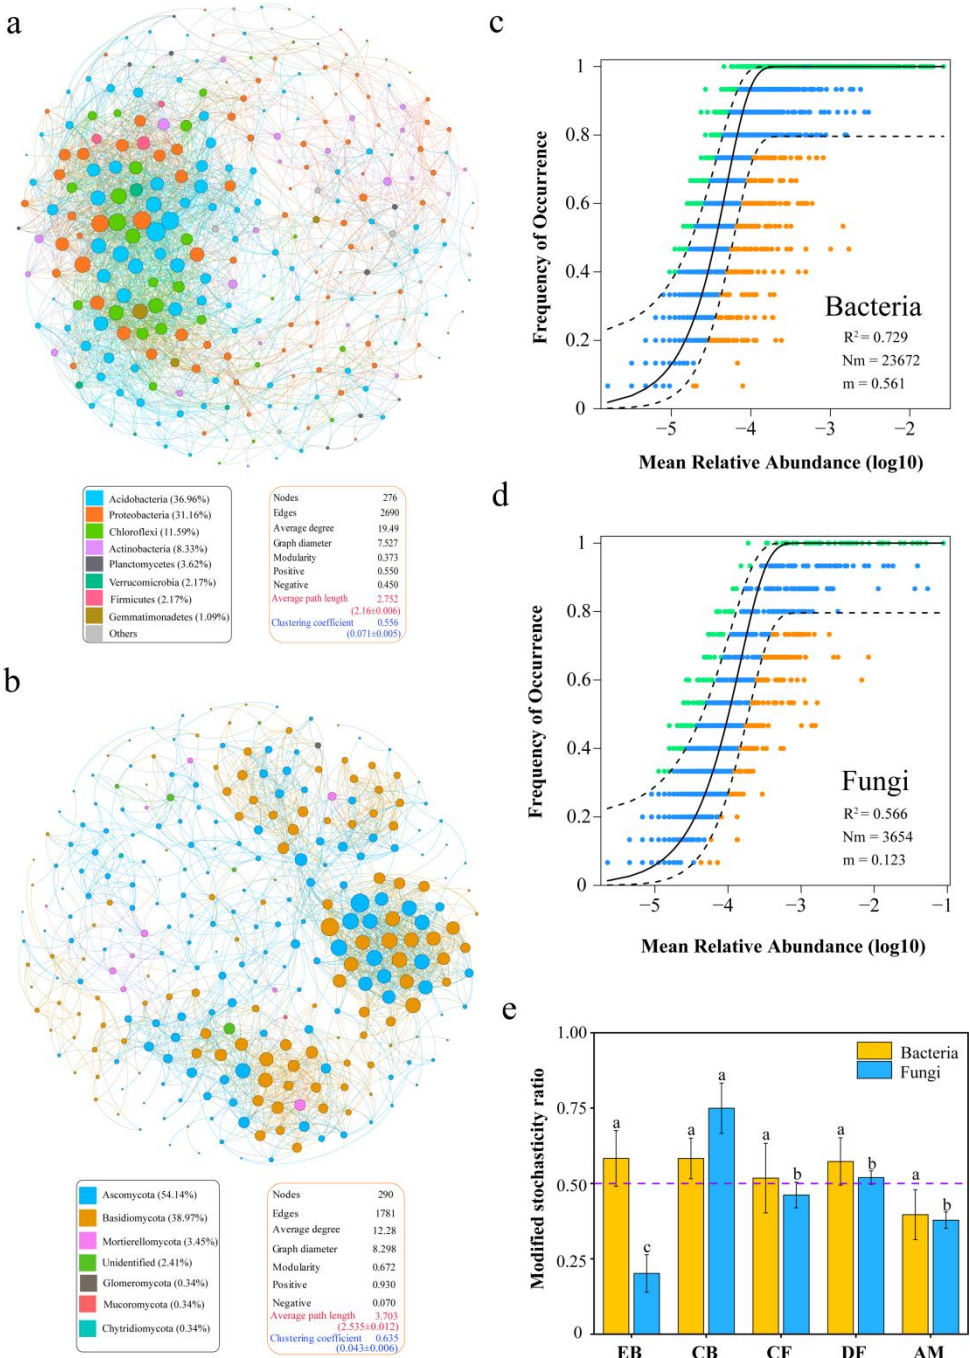 a
Acidobacteria (36.96%)
Proteobacteria (31.16%)
Chloroflexi (11.59%)
Actinobacteria (8.33%)
Planctomycetes (3.62%)
Verrucomicrobia (2.17%)
Firmicutes (2.17%)
Gemmatimonadetes (1.09%)
Others
Nodes 276
Edges 2690
Average degree 19.49
Graph diameter 7.527
Modularity 0.373
Positive 0.550
Negative 0.450
Average path length 2.752
(2.16±0.006)
Clustering coefficient 0.556
(0.071±0.005)
b
Ascomycota (54.14%)
Basidiomycota (38.97%)
Mortierellomycota (3.45%)
Unidentified (2.41%)
Glomeromycota (0.34%)
Mucoromycota (0.34%)
Chytridiomycota (0.34%)
Nodes 290
Edges 1781
Average degree 12.28
Graph diameter 8.298
Modularity 0.672
Positive 0.930
Negative 0.070
Average path length 3.703
(2.535±0.012)
Clustering coefficient 0.635
(0.043±0.006)
c
Frequency of Occurrence
1
0.8
0.6
0.4
0.2
0
Bacteria
R² = 0.729
Nm = 23672
m = 0.561
−5 −4 −3 −2
Mean Relative Abundance (log10)
d
Frequency of Occurrence
1
0.8
0.6
0.4
0.2
0
Fungi
R² = 0.566
Nm = 3654
m = 0.123
−5 −4 −3 −2 −1
Mean Relative Abundance (log10)
e
Modified stochasticity ratio
1.00
0.75
0.50
0.25
0
Bacteria
Fungi
a c
a a
a b
a b
a b
EB CB CF DF AM